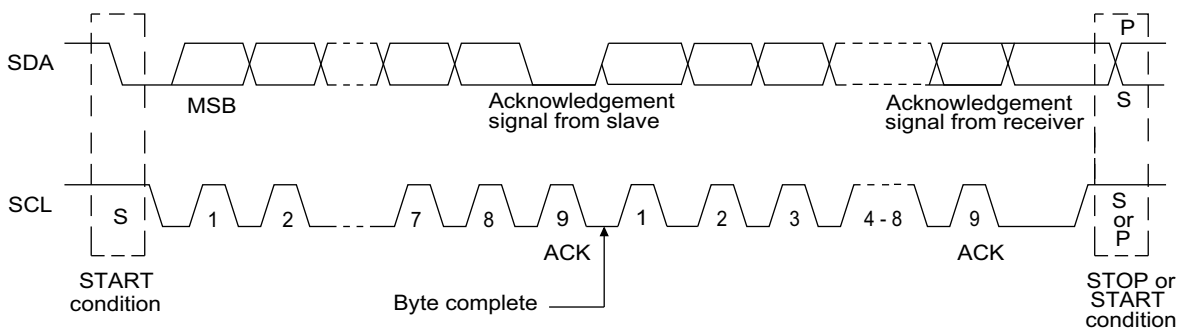 P
SDA
MSB
Acknowledgement
signal from slave
Acknowledgement
signal from receiver
S
SCL
S
1
2
7
8
9
1
2
3
4 - 8
9
S
or
P
ACK
ACK
START
condition
Byte complete
STOP or
START
condition